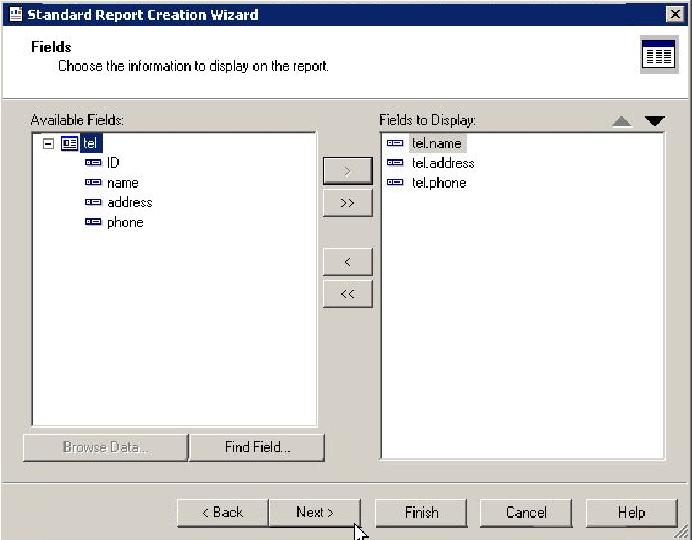 Standard Report Creation Wizard
Fields
Choose the information to display on the report.
Available Fields:
tel
ID
name
address
phone
>
>>
<
<<
Fields to Display:
tel.name
tel.address
tel.phone
Browse Data...
Find Field...
< Back
Next >
Finish
Cancel
Help